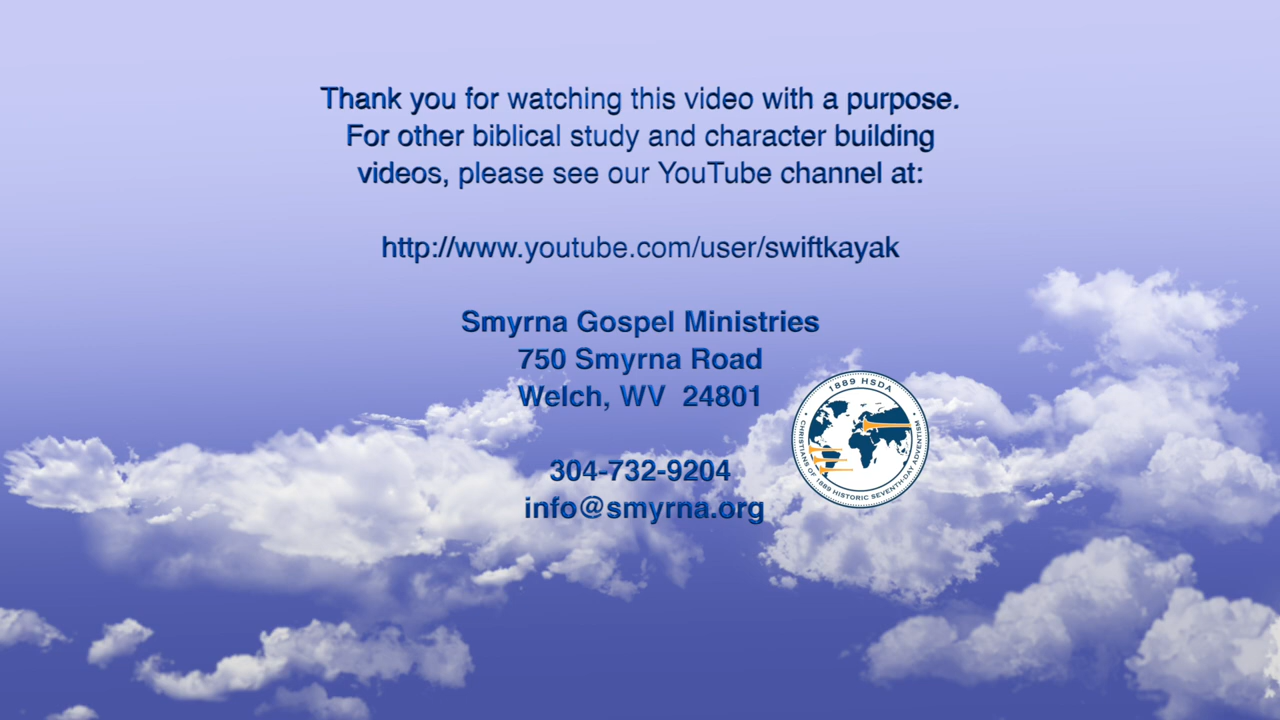 Thank you for watching this video with a purpose.
For other biblical study and character building
videos, please see our YouTube channel at:
http://www.youtube.com/user/swiftkayak
Smyrna Gospel Ministries
750 Smyrna Road
Welch, WV  24801
1889 HSDA
CHRISTIANS OF 1889 HISTORIC SEVENTH-DAY ADVENTISM
304-732-9204
info@smyrna.org